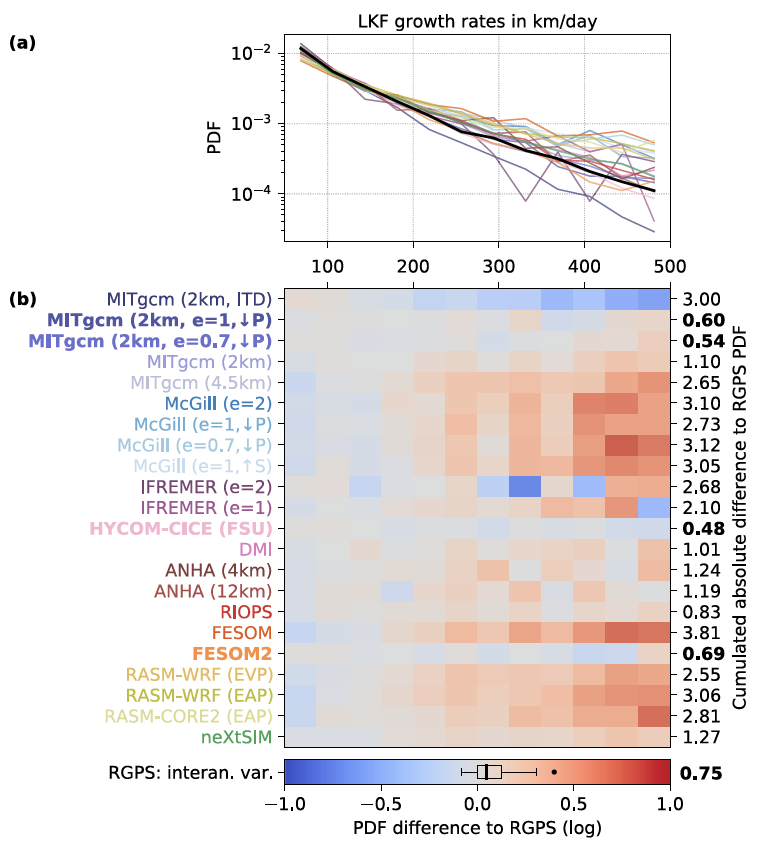 LKF growth rates in km/day
(a)
PDF
10−2
10−3
10−4
100 200 300 400 500
(b)
MITgcm (2km, ITD) 3.00
MITgcm (2km, e=1,↓P) 0.60
MITgcm (2km, e=0.7,↓P) 0.54
MITgcm (2km) 1.10
MITgcm (4.5km) 2.65
McGill (e=2) 3.10
McGill (e=1,↓P) 2.73
McGill (e=0.7,↓P) 3.12
McGill (e=1,↑S) 3.05
IFREMER (e=2) 2.68
IFREMER (e=1) 2.10
HYCOM-CICE (FSU) 0.48
DMI 1.01
ANHA (4km) 1.24
ANHA (12km) 1.19
RIOPS 0.83
FESOM 3.81
FESOM2 0.69
RASM-WRF (EVP) 2.55
RASM-WRF (EAP) 3.06
RASM-CORE2 (EAP) 2.81
neXtSIM 1.27
Cumulated absolute difference to RGPS PDF
RGPS: interan. var. 0.75
−1.0 −0.5 0.0 0.5 1.0
PDF difference to RGPS (log)